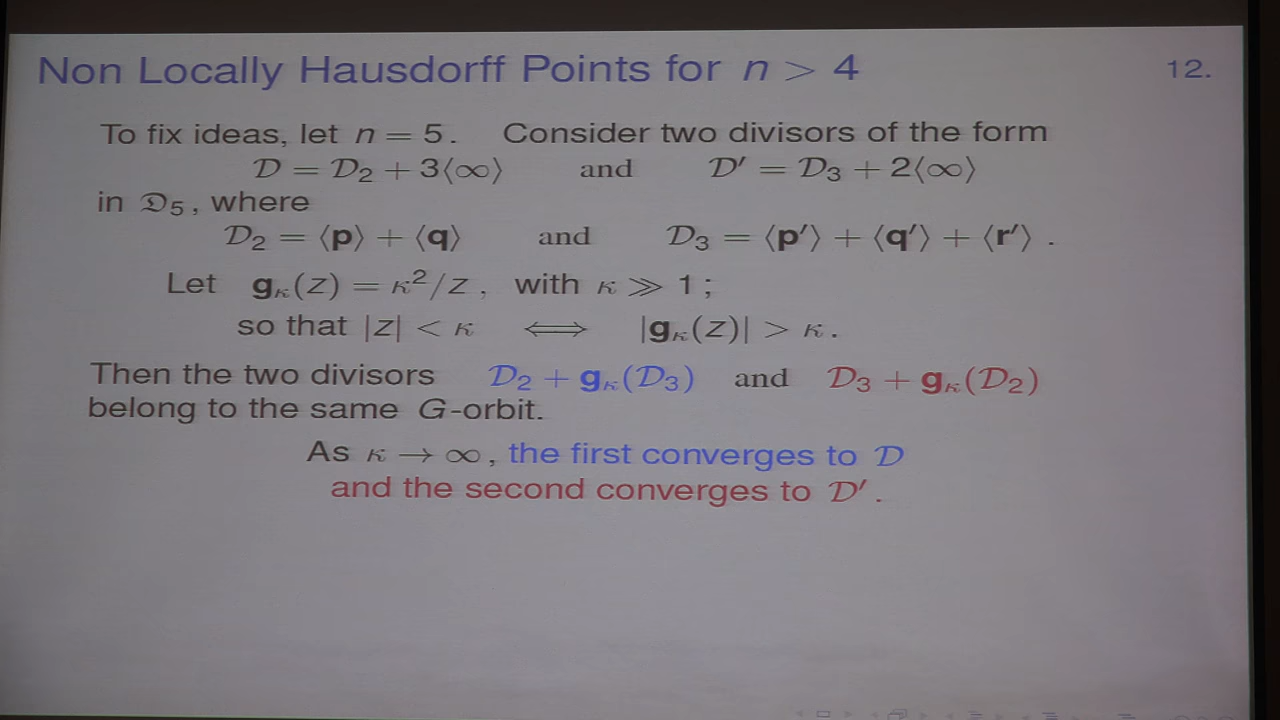 Non Locally Hausdorff Points for n > 4 12.
To fix ideas, let n = 5. Consider two divisors of the form
𝒟 = 𝒟₂ + 3⟨∞⟩ and 𝒟′ = 𝒟₃ + 2⟨∞⟩
in 𝔇₅, where
𝒟₂ = ⟨p⟩ + ⟨q⟩ and 𝒟₃ = ⟨p′⟩ + ⟨q′⟩ + ⟨r′⟩ .
Let g_κ(z) = κ²/z , with κ ≫ 1 ;
so that |z| < κ ⟺ |g_κ(z)| > κ .
Then the two divisors 𝒟₂ + g_κ(𝒟₃) and 𝒟₃ + g_κ(𝒟₂)
belong to the same G-orbit.
As κ → ∞ , the first converges to 𝒟
and the second converges to 𝒟′ .